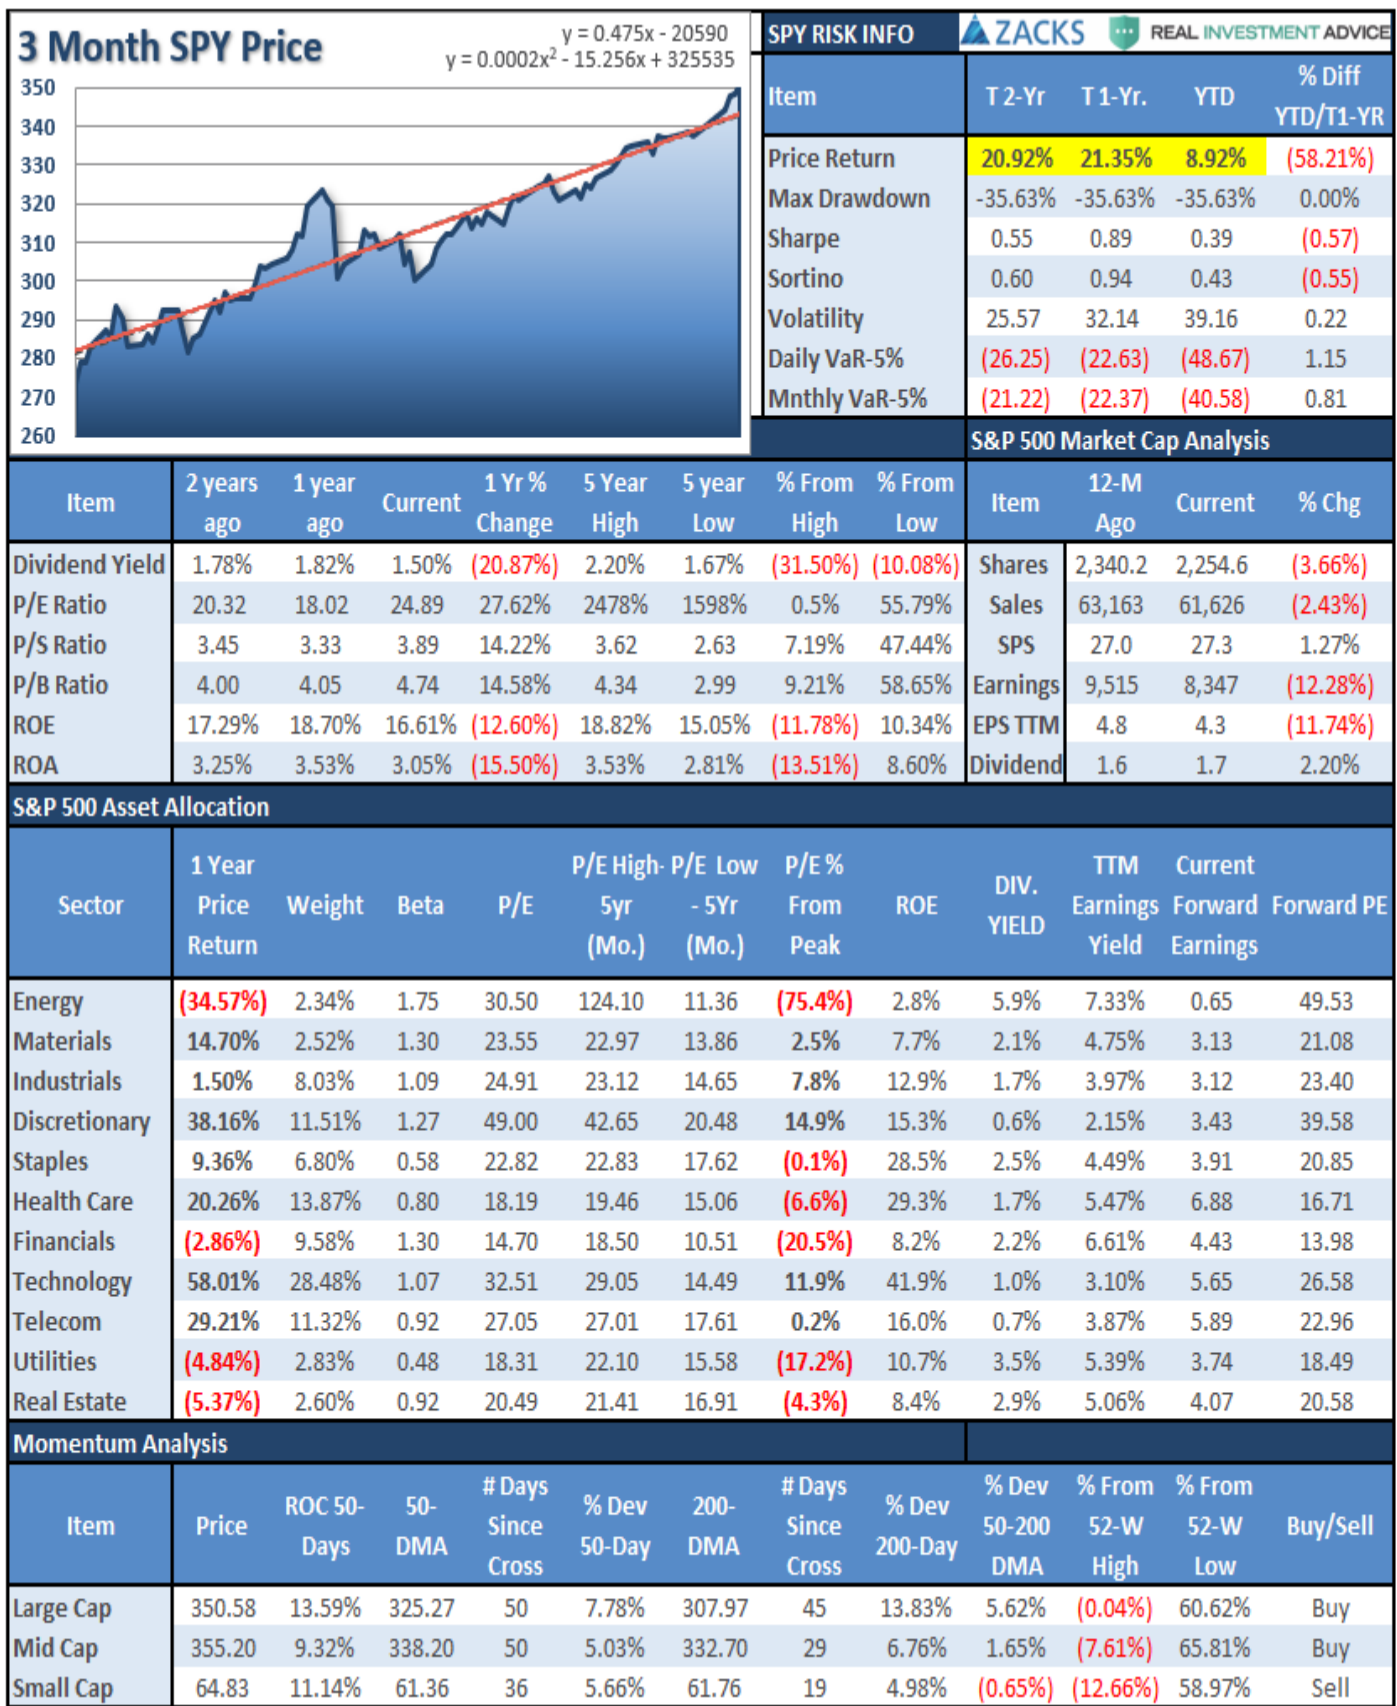 3 Month SPY Price
y = 0.475x - 20590
y = 0.0002x² - 15.256x + 325535
350
340
330
320
310
300
290
280
270
260
SPY RISK INFO ZACKS REAL INVESTMENT ADVICE
Item T 2-Yr T 1-Yr. YTD % Diff YTD/T1-YR
Price Return 20.92% 21.35% 8.92% (58.21%)
Max Drawdown -35.63% -35.63% -35.63% 0.00%
Sharpe 0.55 0.89 0.39 (0.57)
Sortino 0.60 0.94 0.43 (0.55)
Volatility 25.57 32.14 39.16 0.22
Daily VaR-5% (26.25) (22.63) (48.67) 1.15
Mnthly VaR-5% (21.22) (22.37) (40.58) 0.81
S&P 500 Market Cap Analysis
Item 2 years ago 1 year ago Current 1 Yr % Change 5 Year High 5 year Low % From High % From Low
Dividend Yield 1.78% 1.82% 1.50% (20.87%) 2.20% 1.67% (31.50%) (10.08%)
P/E Ratio 20.32 18.02 24.89 27.62% 2478% 1598% 0.5% 55.79%
P/S Ratio 3.45 3.33 3.89 14.22% 3.62 2.63 7.19% 47.44%
P/B Ratio 4.00 4.05 4.74 14.58% 4.34 2.99 9.21% 58.65%
ROE 17.29% 18.70% 16.61% (12.60%) 18.82% 15.05% (11.78%) 10.34%
ROA 3.25% 3.53% 3.05% (15.50%) 3.53% 2.81% (13.51%) 8.60%
Item 12-M Ago Current % Chg
Shares 2,340.2 2,254.6 (3.66%)
Sales 63,163 61,626 (2.43%)
SPS 27.0 27.3 1.27%
Earnings 9,515 8,347 (12.28%)
EPS TTM 4.8 4.3 (11.74%)
Dividend 1.6 1.7 2.20%
S&P 500 Asset Allocation
Sector 1 Year Price Return Weight Beta P/E P/E High- 5yr (Mo.) P/E Low - 5Yr (Mo.) P/E % From Peak ROE DIV. YIELD TTM Earnings Yield Current Forward Earnings Forward PE
Energy (34.57%) 2.34% 1.75 30.50 124.10 11.36 (75.4%) 2.8% 5.9% 7.33% 0.65 49.53
Materials 14.70% 2.52% 1.30 23.55 22.97 13.86 2.5% 7.7% 2.1% 4.75% 3.13 21.08
Industrials 1.50% 8.03% 1.09 24.91 23.12 14.65 7.8% 12.9% 1.7% 3.97% 3.12 23.40
Discretionary 38.16% 11.51% 1.27 49.00 42.65 20.48 14.9% 15.3% 0.6% 2.15% 3.43 39.58
Staples 9.36% 6.80% 0.58 22.82 22.83 17.62 (0.1%) 28.5% 2.5% 4.49% 3.91 20.85
Health Care 20.26% 13.87% 0.80 18.19 19.46 15.06 (6.6%) 29.3% 1.7% 5.47% 6.88 16.71
Financials (2.86%) 9.58% 1.30 14.70 18.50 10.51 (20.5%) 8.2% 2.2% 6.61% 4.43 13.98
Technology 58.01% 28.48% 1.07 32.51 29.05 14.49 11.9% 41.9% 1.0% 3.10% 5.65 26.58
Telecom 29.21% 11.32% 0.92 27.05 27.01 17.61 0.2% 16.0% 0.7% 3.87% 5.89 22.96
Utilities (4.84%) 2.83% 0.48 18.31 22.10 15.58 (17.2%) 10.7% 3.5% 5.39% 3.74 18.49
Real Estate (5.37%) 2.60% 0.92 20.49 21.41 16.91 (4.3%) 8.4% 2.9% 5.06% 4.07 20.58
Momentum Analysis
Item Price ROC 50-Days 50-DMA # Days Since Cross % Dev 50-Day 200-DMA # Days Since Cross % Dev 200-Day % Dev 50-200 DMA % From 52-W High % From 52-W Low Buy/Sell
Large Cap 350.58 13.59% 325.27 50 7.78% 307.97 45 13.83% 5.62% (0.04%) 60.62% Buy
Mid Cap 355.20 9.32% 338.20 50 5.03% 332.70 29 6.76% 1.65% (7.61%) 65.81% Buy
Small Cap 64.83 11.14% 61.36 36 5.66% 61.76 19 4.98% (0.65%) (12.66%) 58.97% Sell